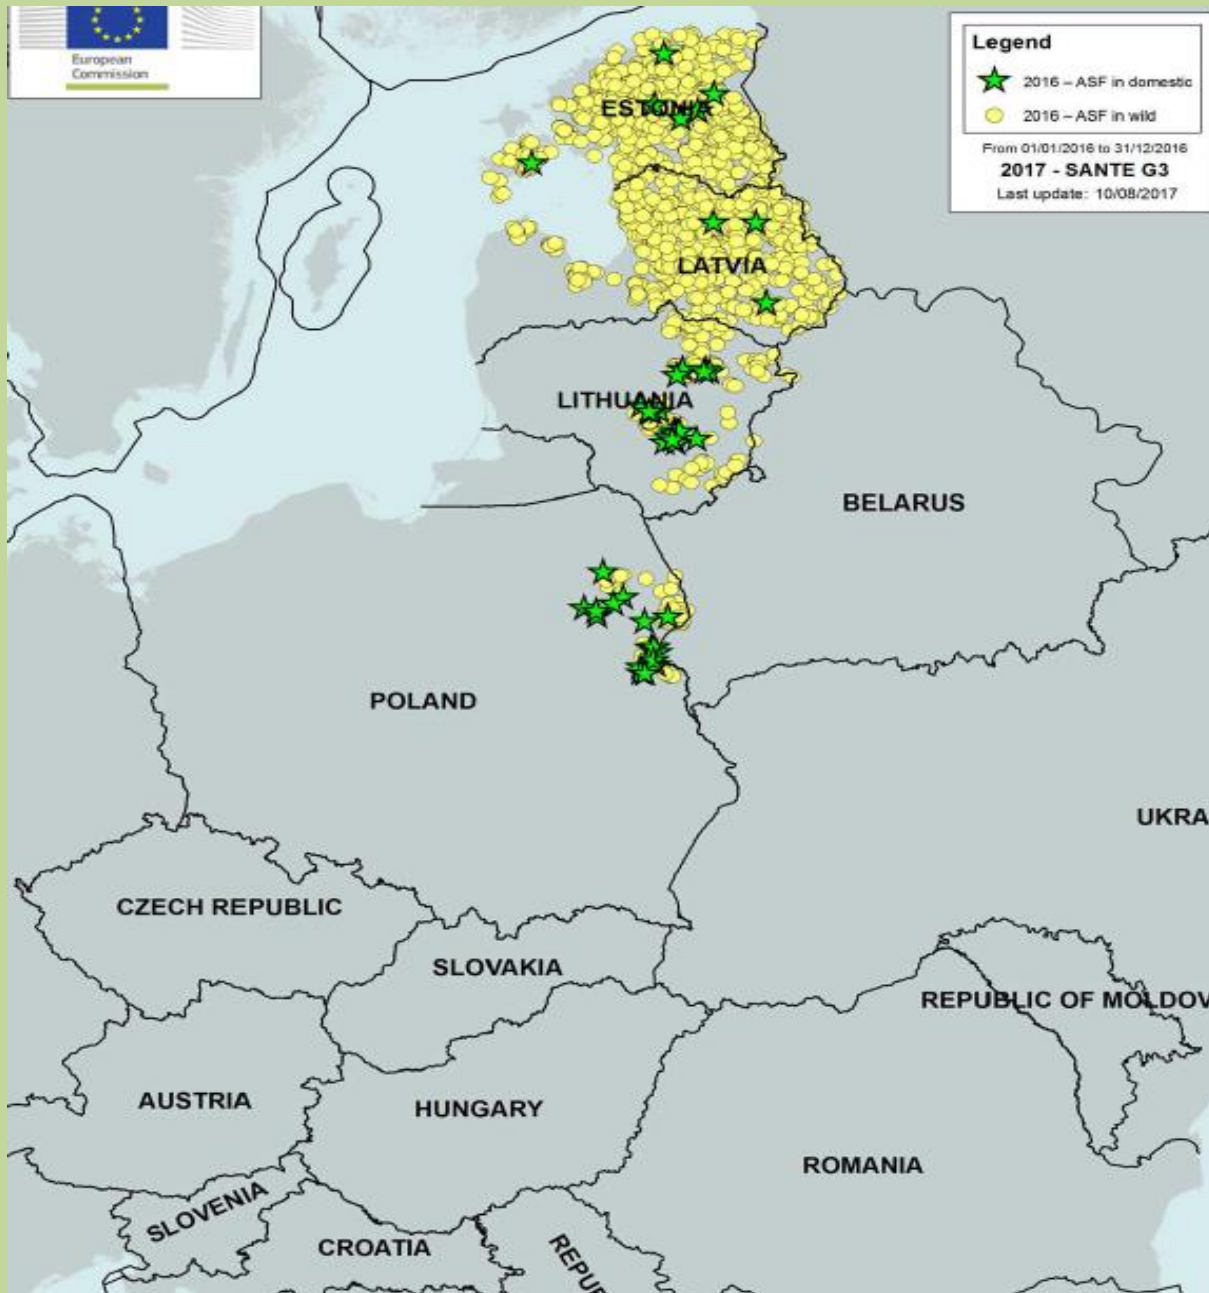 European
Commission
Legend
2016 – ASF in domestic
2016 – ASF in wild
From 01/01/2016 to 31/12/2016
2017 - SANTE G3
Last update: 10/08/2017
ESTONIA
LATVIA
LITHUANIA
BELARUS
POLAND
UKRA
CZECH REPUBLIC
SLOVAKIA
REPUBLIC OF MOLDOV
AUSTRIA
HUNGARY
ROMANIA
SLOVENIA
CROATIA
REPU